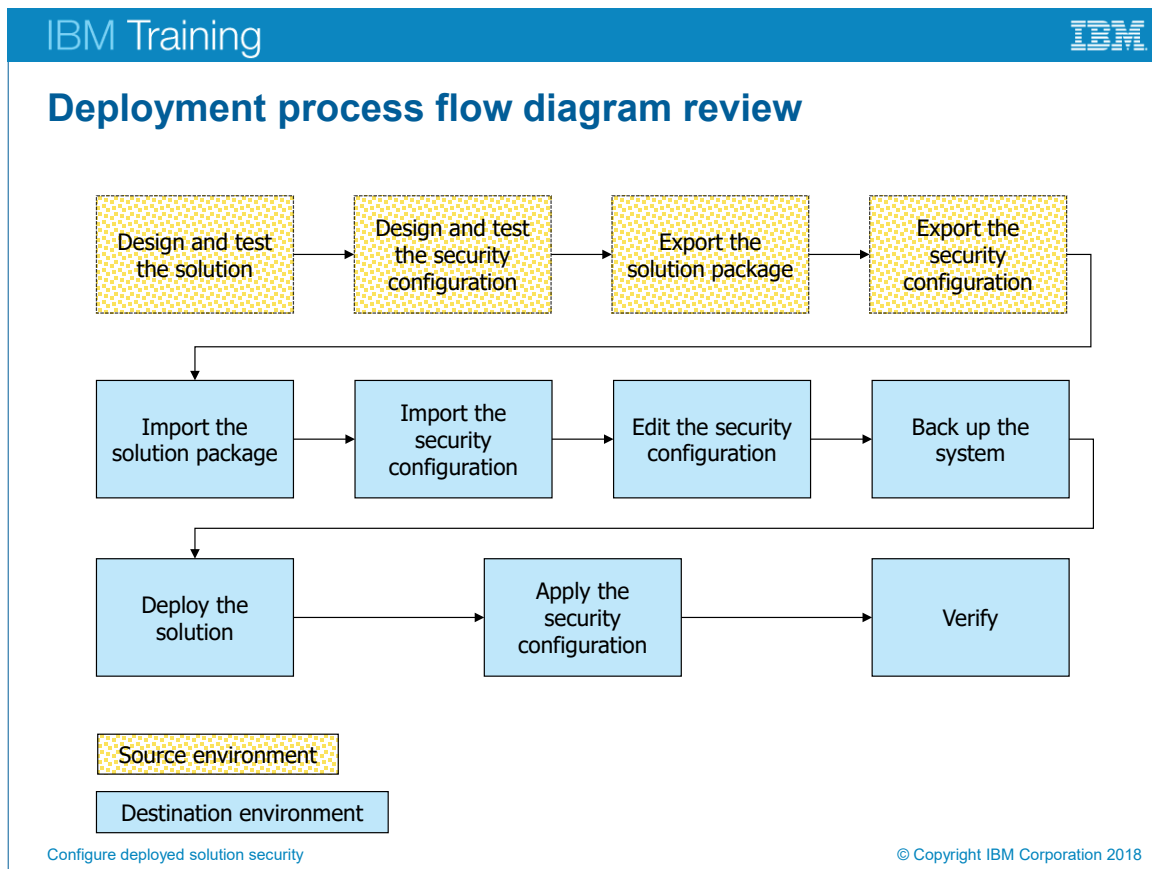 IBM Training
IBM
Deployment process flow diagram review
Design and test
the solution
Design and test
the security
configuration
Export the
solution package
Export the
security
configuration
Import the
solution package
Import the
security
configuration
Edit the security
configuration
Back up the
system
Deploy the
solution
Apply the
security
configuration
Verify
Source environment
Destination environment
Configure deployed solution security
© Copyright IBM Corporation 2018